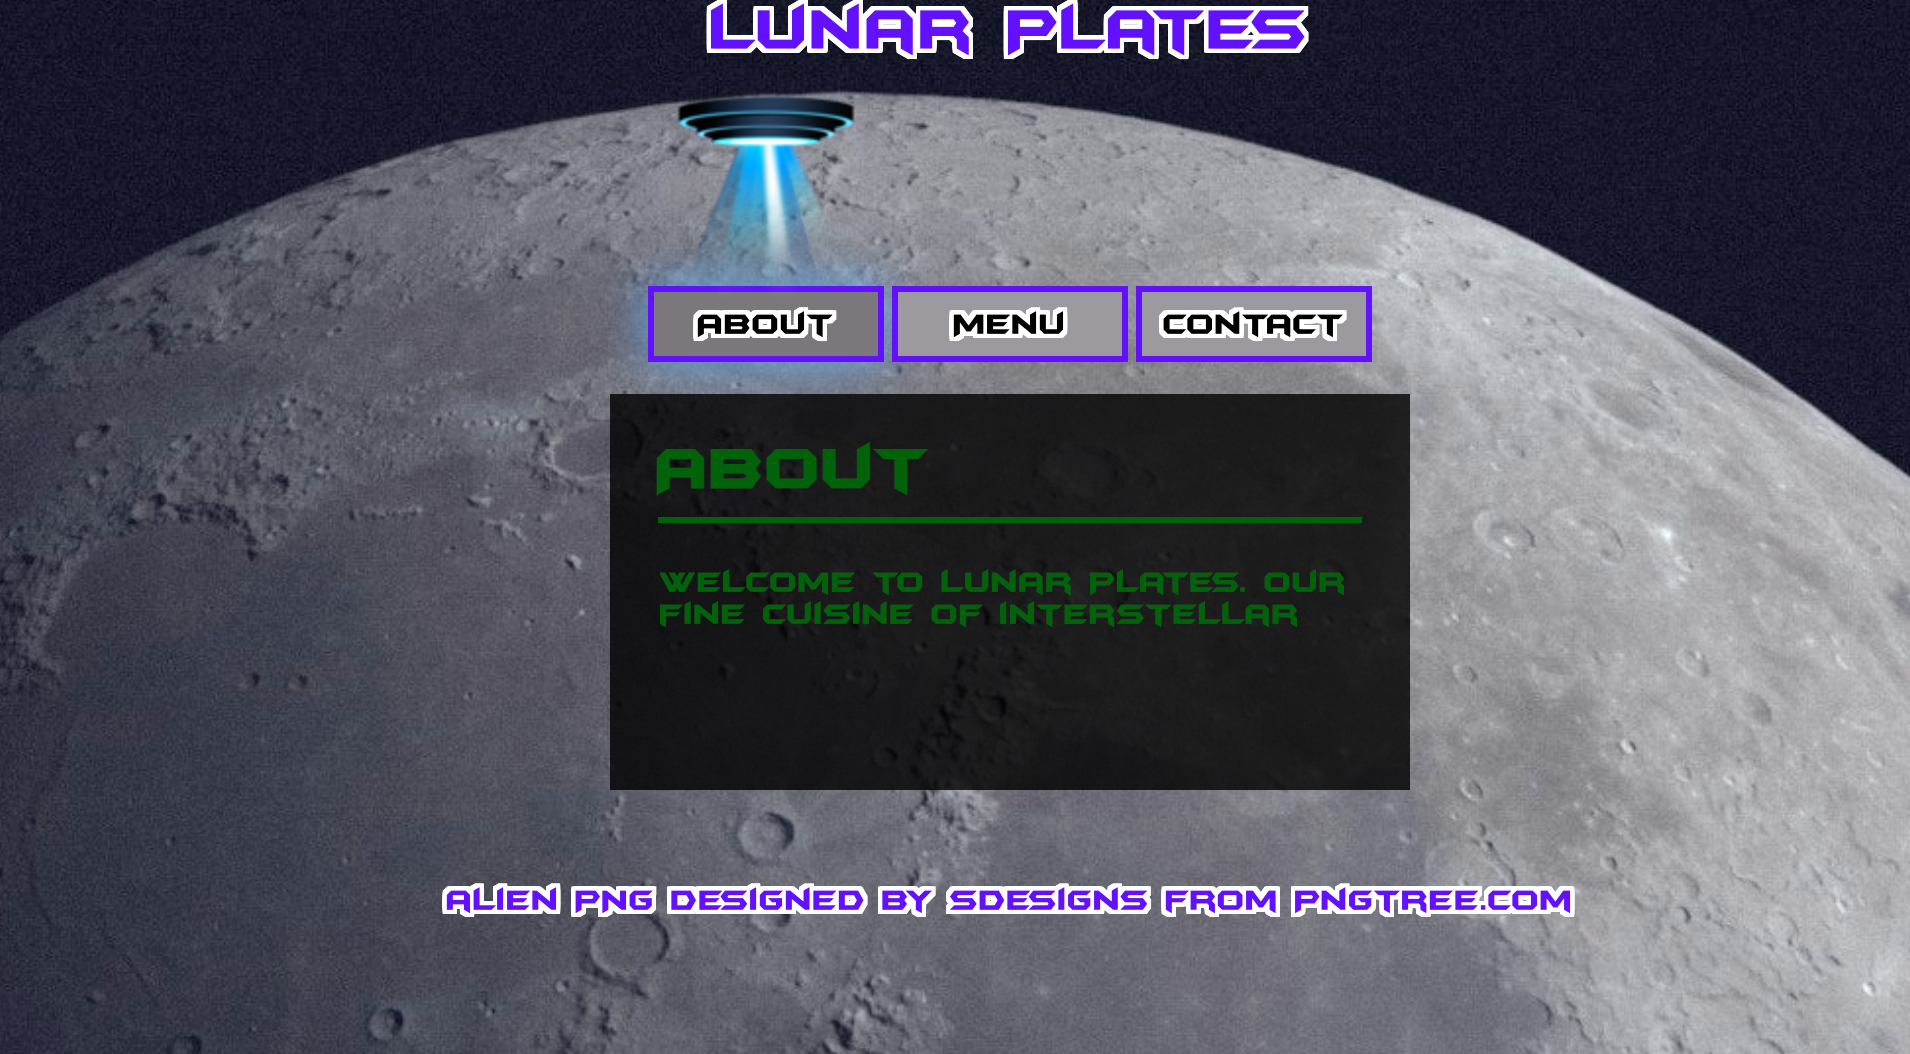 LUNAR PLATES
ABOUT
MENU
CONTACT
ABOUT
WELCOME TO LUNAR PLATES. OUR
FINE CUISINE OF INTERSTELLAR
ALIEN PNG DESIGNED BY SDESIGNS FROM PNGTREE.COM